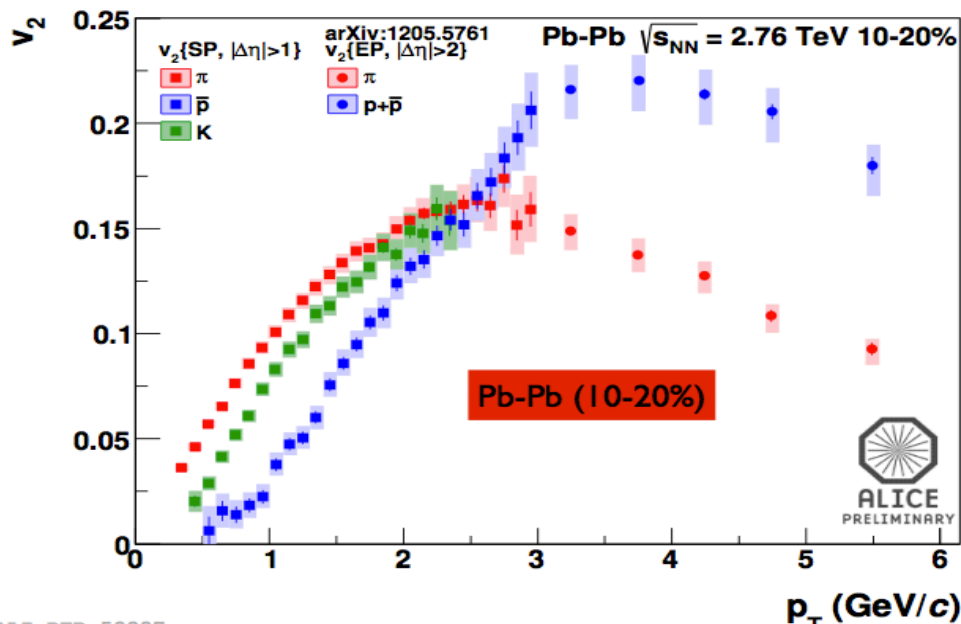 v₂
0.25
0.2
0.15
0.1
0.05
0
arXiv:1205.5761
v₂{SP, |Δη|>1}
v₂{EP, |Δη|>2}
π
π
p̄
p+p̄
K
Pb-Pb √sNN = 2.76 TeV 10-20%
Pb-Pb (10-20%)
ALICE
PRELIMINARY
0 1 2 3 4 5 6
pT (GeV/c)